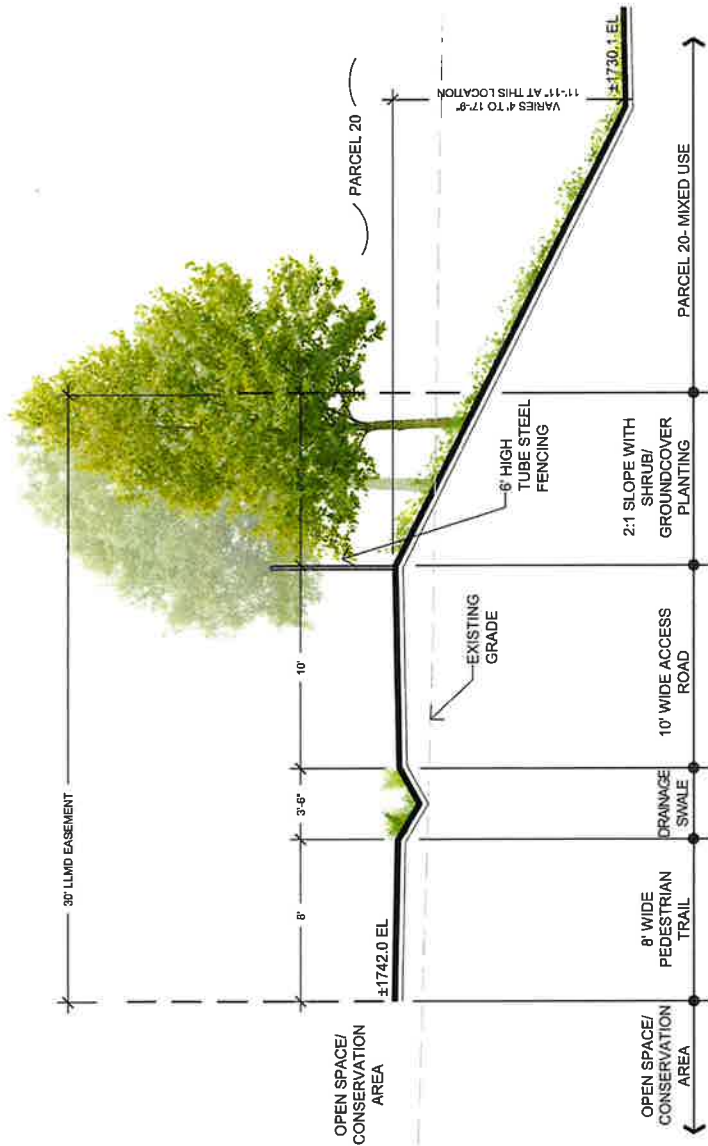 30' LLMD EASEMENT
8'
3'-6"
10'
OPEN SPACE/
CONSERVATION
AREA
±1742.0 EL
EXISTING
GRADE
6' HIGH
TUBE STEEL
FENCING
PARCEL 20
VARIES 4' TO 17'-9"
11'-11" AT THIS LOCATION
±1730.1 EL
OPEN SPACE/
CONSERVATION
AREA
8' WIDE
PEDESTRIAN
TRAIL
DRAINAGE
SWALE
10' WIDE ACCESS
ROAD
2:1 SLOPE WITH
SHRUB/
GROUNDCOVER
PLANTING
PARCEL 20- MIXED USE